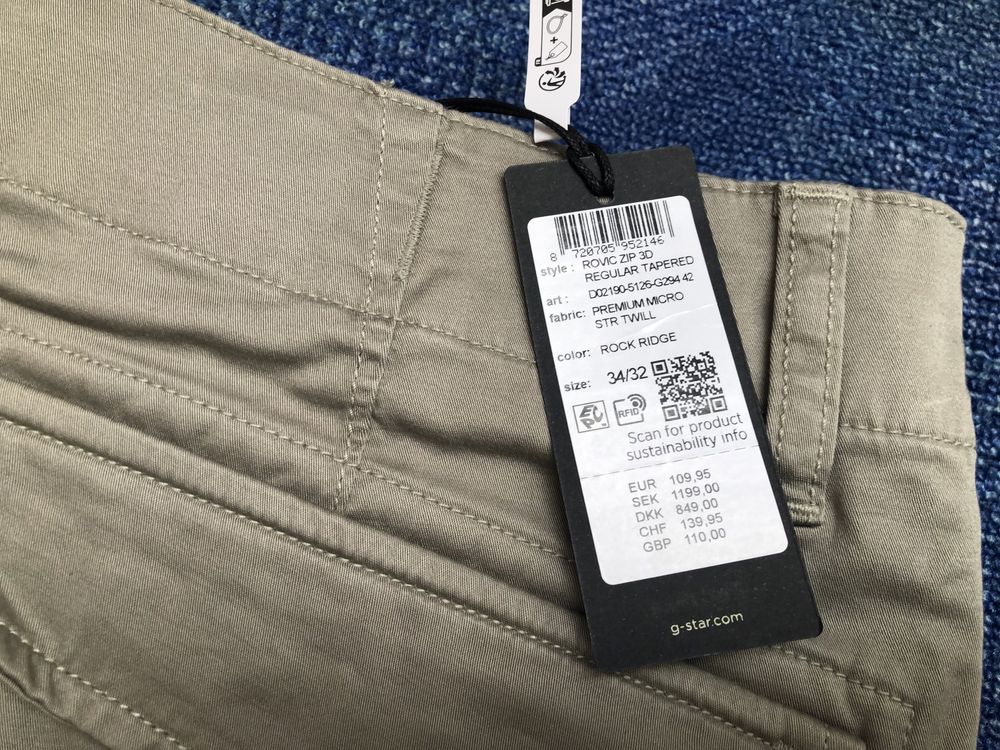 8 720705 952146
style : ROVIC ZIP 3D
REGULAR TAPERED
art : D02190-5126-G294 42
fabric: PREMIUM MICRO
STR TWILL
color: ROCK RIDGE
size: 34/32
RFID
Scan for product
sustainability info
EUR 109,95
SEK 1199,00
DKK 849,00
CHF 139,95
GBP 110,00
g-star.com